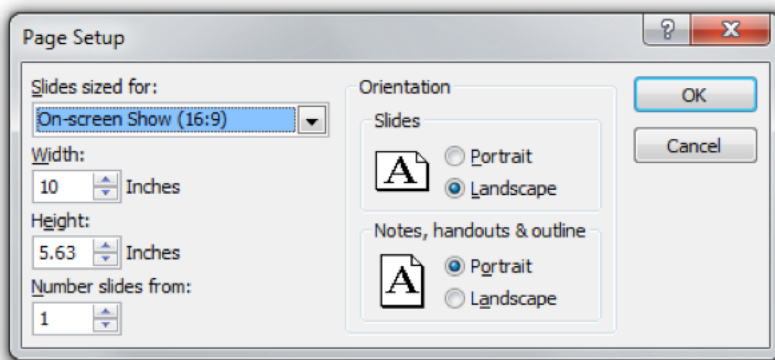 Page Setup
Slides sized for:
On-screen Show (16:9)
Width:
10 Inches
Height:
5.63 Inches
Number slides from:
1
Orientation
Slides
A
Portrait
Landscape
Notes, handouts & outline
A
Portrait
Landscape
OK
Cancel